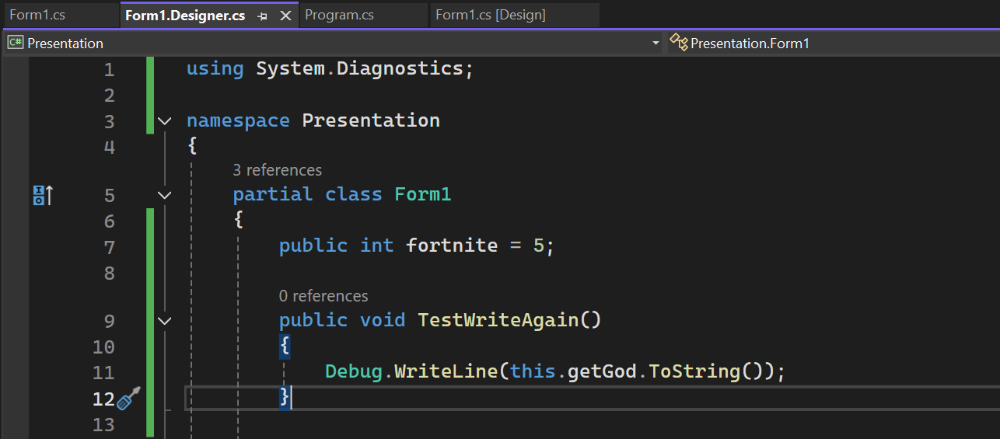 Form1.cs Form1.Designer.cs Program.cs Form1.cs [Design]
C# Presentation Presentation.Form1
1 using System.Diagnostics;
2
3 namespace Presentation
4 {
3 references
5 partial class Form1
6 {
7 public int fortnite = 5;
8
0 references
9 public void TestWriteAgain()
10 {
11 Debug.WriteLine(this.getGod.ToString());
12 }
13